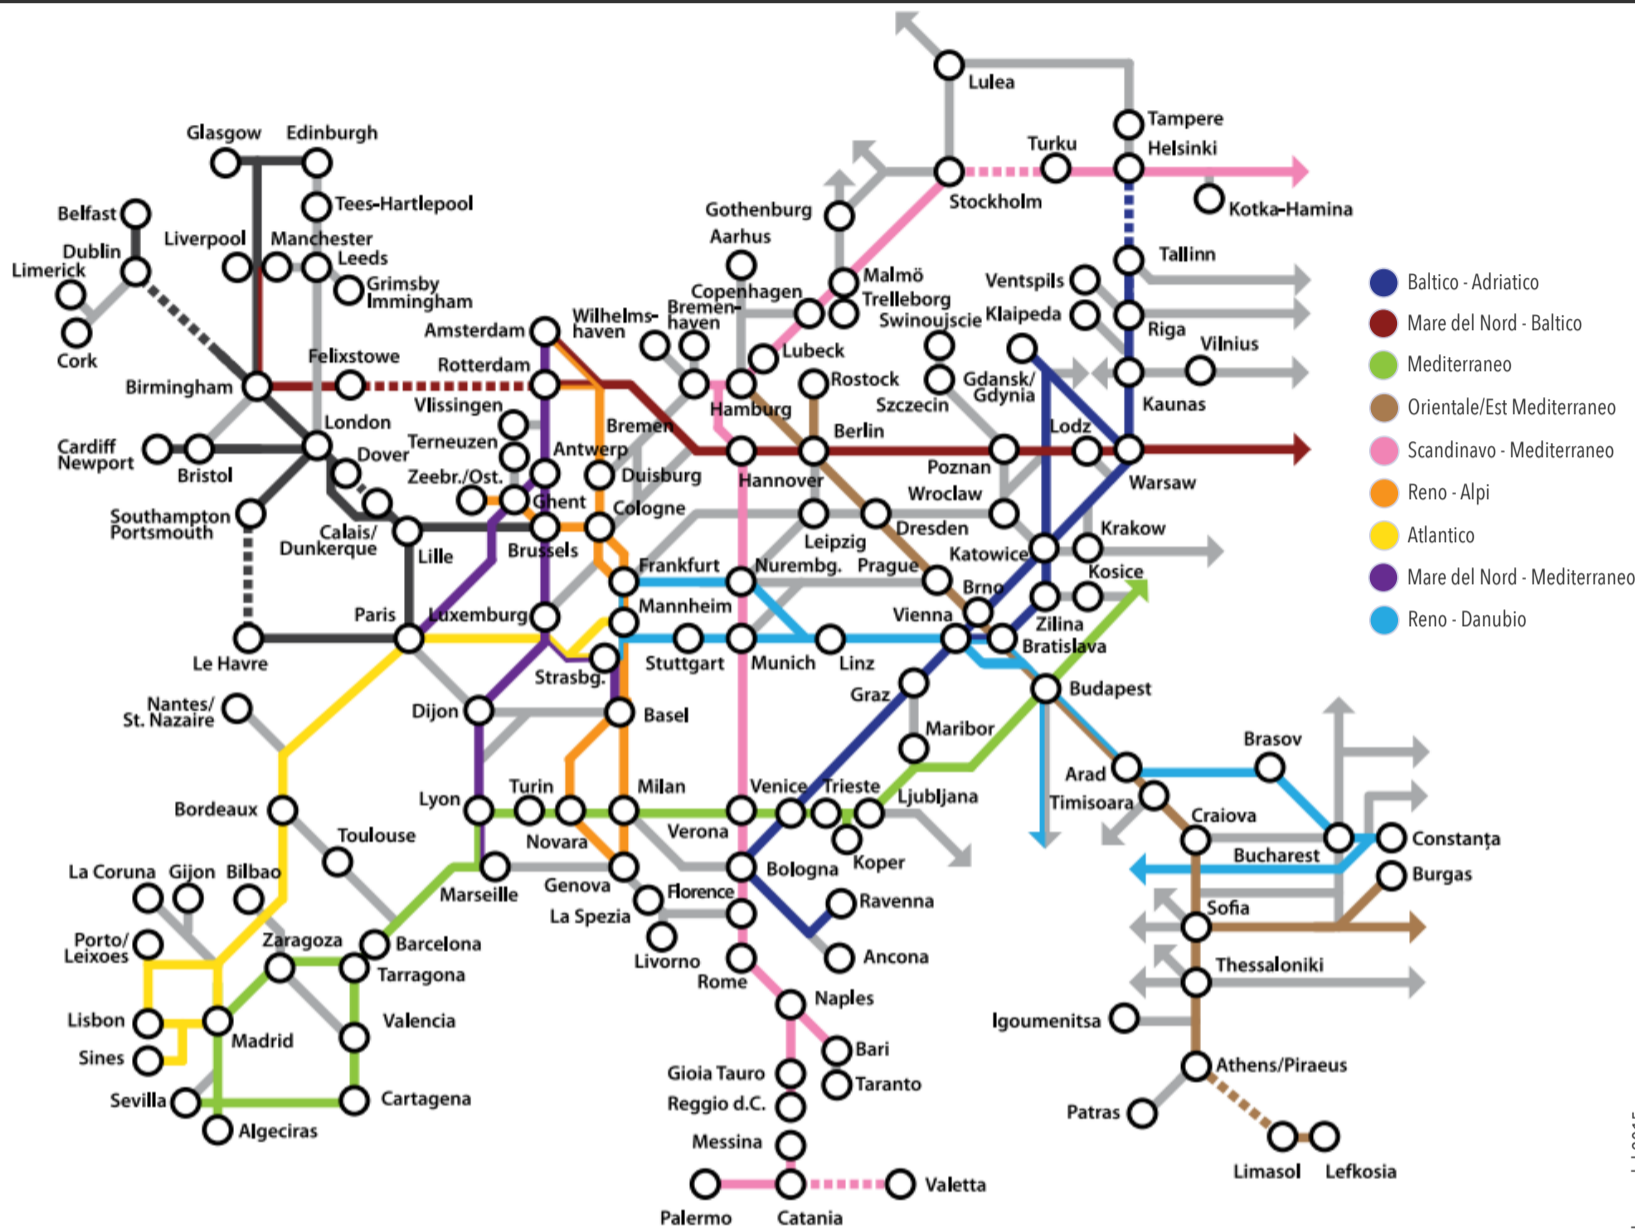 Lulea
Tampere
Helsinki
Turku
Glasgow
Edinburgh
Stockholm
Kotka-Hamina
Tees-Hartlepool
Belfast
Gothenburg
Aarhus
Liverpool
Manchester
Dublin
Leeds
Limerick
Grimsby
Immingham
Tallinn
Malmö
Ventspils
Copenhagen
Trelleborg
Wilhelms-
haven
Bremen-
haven
Swinoujscie
Klaipeda
Riga
Cork
Amsterdam
Vilnius
Felixstowe
Lubeck
Rotterdam
Birmingham
Rostock
Gdansk/
Gdynia
Szczecin
Kaunas
Vlissingen
Hamburg
London
Bremen
Berlin
Lodz
Cardiff
Newport
Terneuzen
Antwerp
Dover
Bristol
Poznan
Zeebr./Ost.
Duisburg
Hannover
Warsaw
Wroclaw
Ghent
Cologne
Southampton
Portsmouth
Calais/
Dunkerque
Dresden
Krakow
Lille
Brussels
Leipzig
Katowice
Frankfurt
Nurembg.
Prague
Kosice
Brno
Mannheim
Paris
Luxemburg
Vienna
Zilina
Bratislava
Le Havre
Strasbg.
Stuttgart
Munich
Linz
Graz
Budapest
Nantes/
St. Nazaire
Dijon
Basel
Maribor
Brasov
Arad
Turin
Milan
Venice
Trieste
Ljubljana
Timisoara
Lyon
Bordeaux
Craiova
Verona
Toulouse
Novara
Koper
Bucharest
Constanța
La Coruna
Gijon
Bilbao
Marseille
Genova
Bologna
Burgas
Florence
Ravenna
La Spezia
Sofia
Porto/
Leixoes
Zaragoza
Barcelona
Livorno
Ancona
Tarragona
Rome
Thessaloniki
Naples
Lisbon
Madrid
Valencia
Igoumenitsa
Sines
Bari
Gioia Tauro
Taranto
Athens/Piraeus
Sevilla
Cartagena
Reggio d.C.
Patras
Algeciras
Messina
Limasol
Lefkosia
Valetta
Palermo
Catania
Baltico - Adriatico
Mare del Nord - Baltico
Mediterraneo
Orientale/Est Mediterraneo
Scandinavo - Mediterraneo
Reno - Alpi
Atlantico
Mare del Nord - Mediterraneo
Reno - Danubio